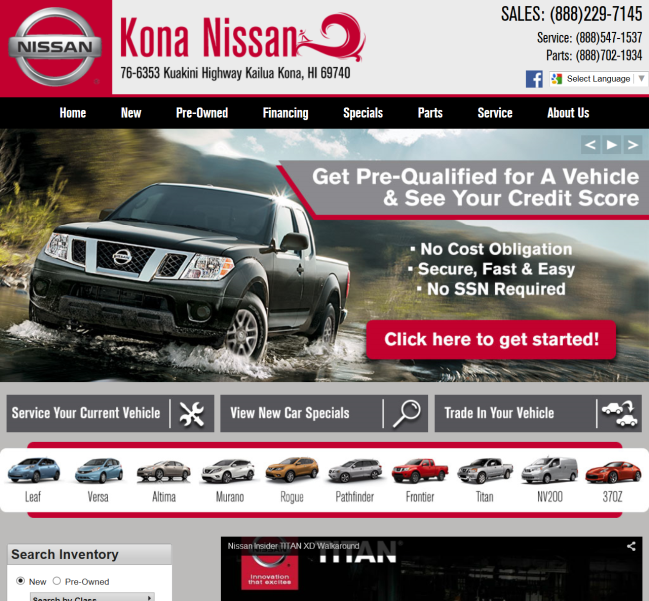 NISSAN
Kona Nissan
76-6353 Kuakini Highway Kailua Kona, HI 69740
SALES: (888)229-7145
Service: (888)547-1537
Parts: (888)702-1934
Select Language
Home New Pre-Owned Financing Specials Parts Service About Us
Get Pre-Qualified for A Vehicle
& See Your Credit Score
• No Cost Obligation
• Secure, Fast & Easy
• No SSN Required
Click here to get started!
Service Your Current Vehicle View New Car Specials Trade In Your Vehicle
Leaf Versa Altima Murano Rogue Pathfinder Frontier Titan NV200 370Z
Search Inventory
New Pre-Owned
Search by Class
Nissan Insider TITAN XD Walkaround
TITAN
Innovation
that excites